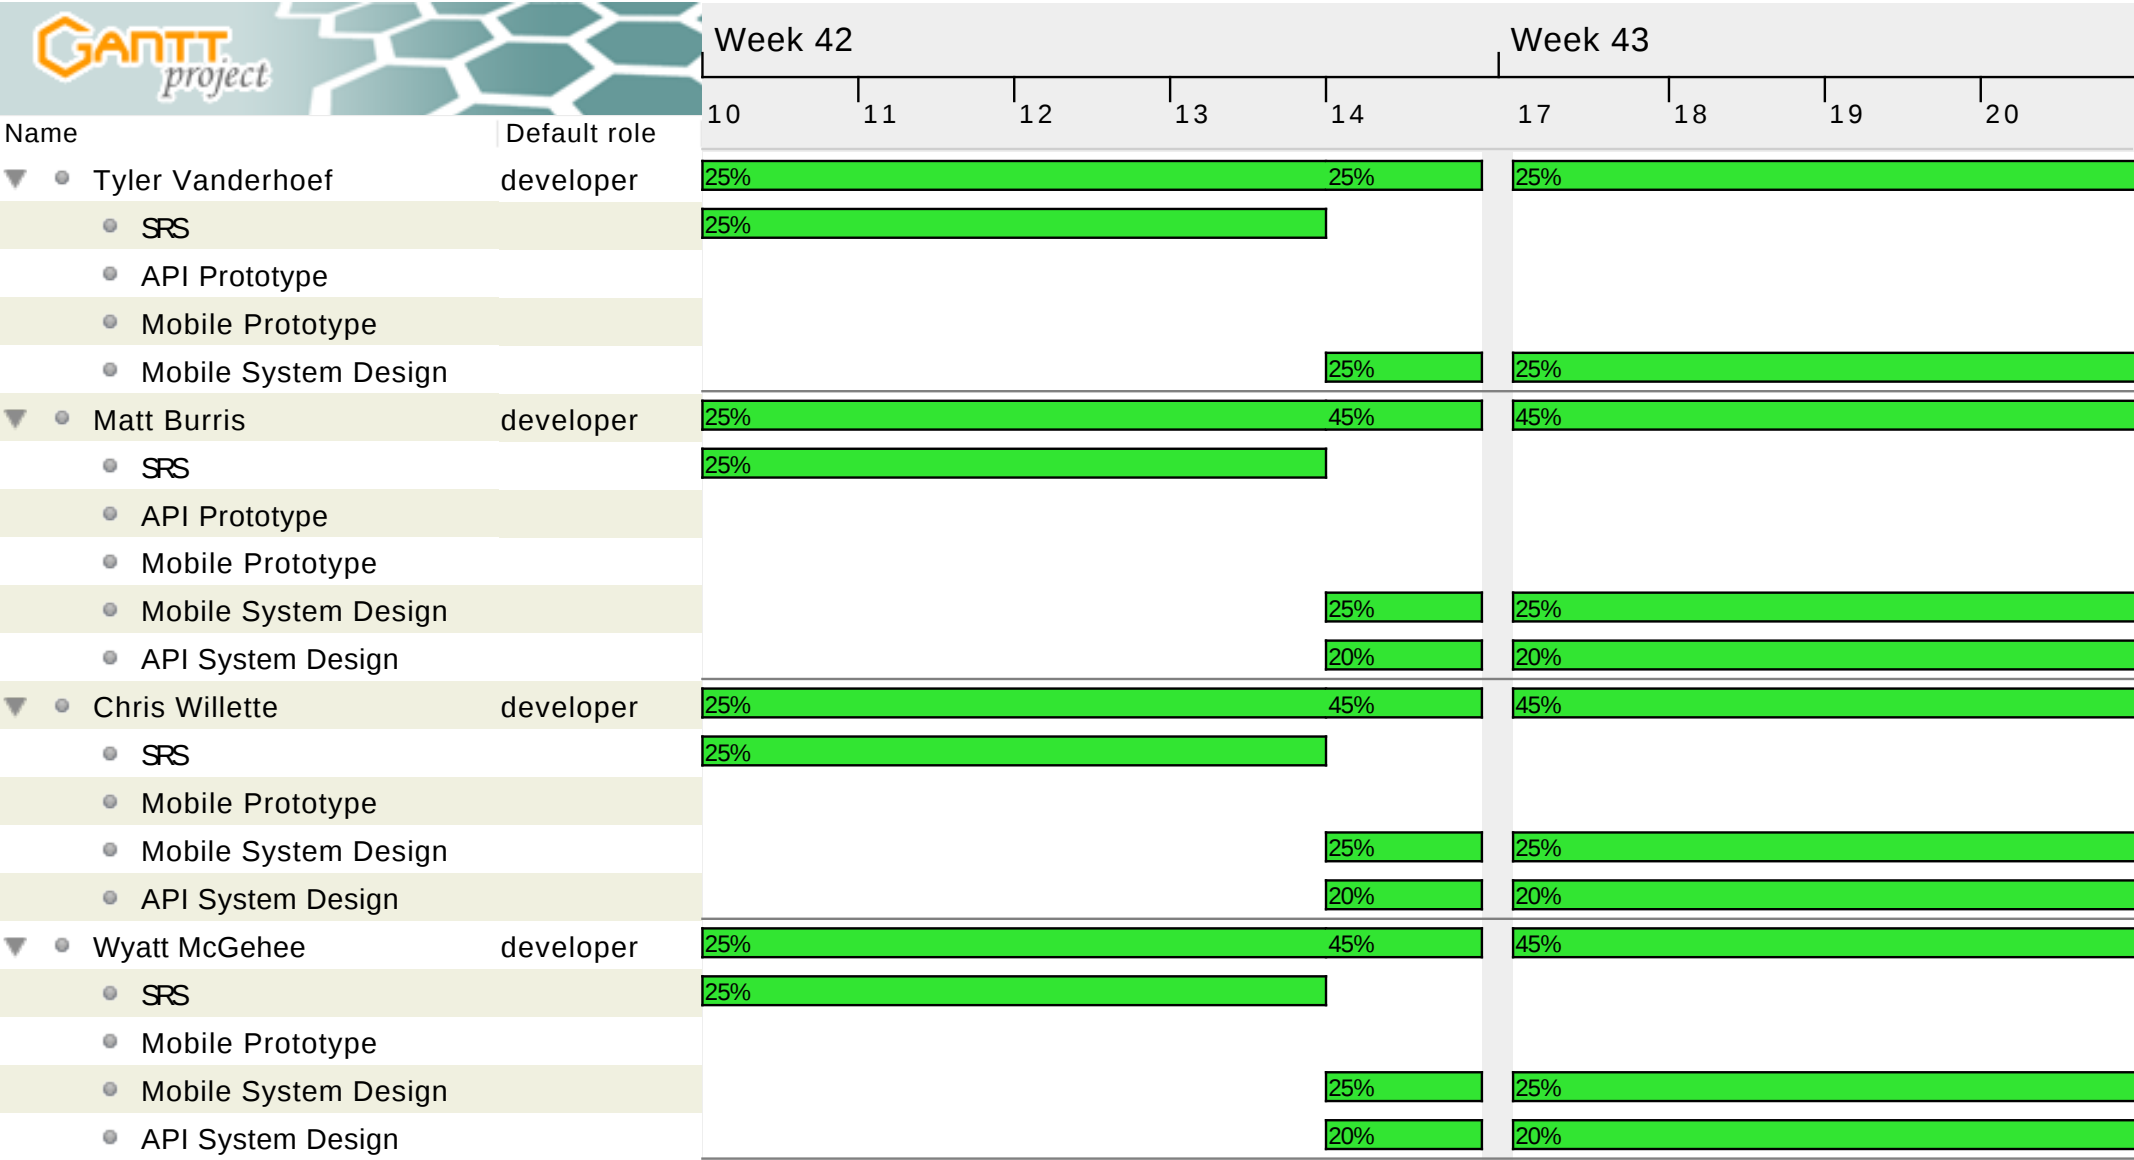 GANTT
project
Week 42 Week 43
10 11 12 13 14 17 18 19 20
Name Default role
Tyler Vanderhoef developer 25% 25% 25%
SRS 25%
API Prototype
Mobile Prototype
Mobile System Design 25% 25%
Matt Burris developer 25% 45% 45%
SRS 25%
API Prototype
Mobile Prototype
Mobile System Design 25% 25%
API System Design 20% 20%
Chris Willette developer 25% 45% 45%
SRS 25%
Mobile Prototype
Mobile System Design 25% 25%
API System Design 20% 20%
Wyatt McGehee developer 25% 45% 45%
SRS 25%
Mobile Prototype
Mobile System Design 25% 25%
API System Design 20% 20%